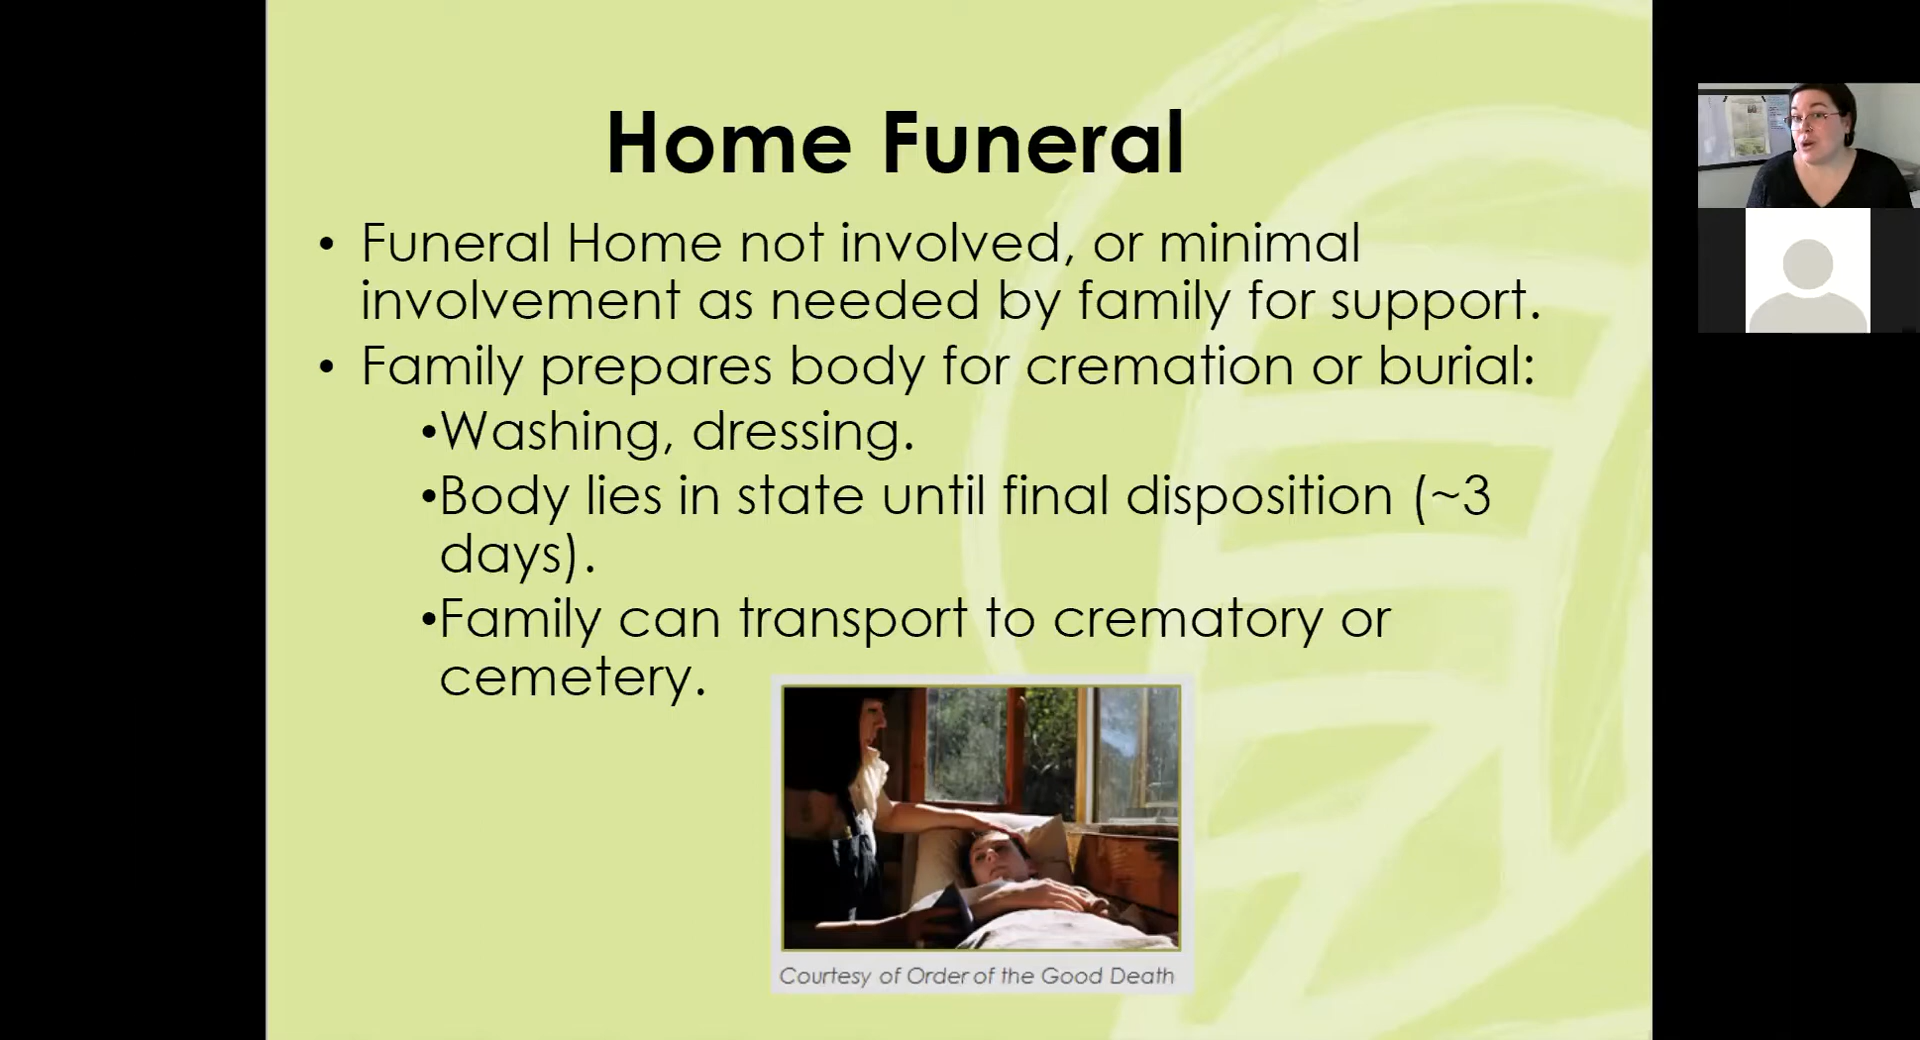 Home Funeral
• Funeral Home not involved, or minimal
involvement as needed by family for support.
• Family prepares body for cremation or burial:
•Washing, dressing.
•Body lies in state until final disposition (~3
days).
•Family can transport to crematory or
cemetery.
Courtesy of Order of the Good Death